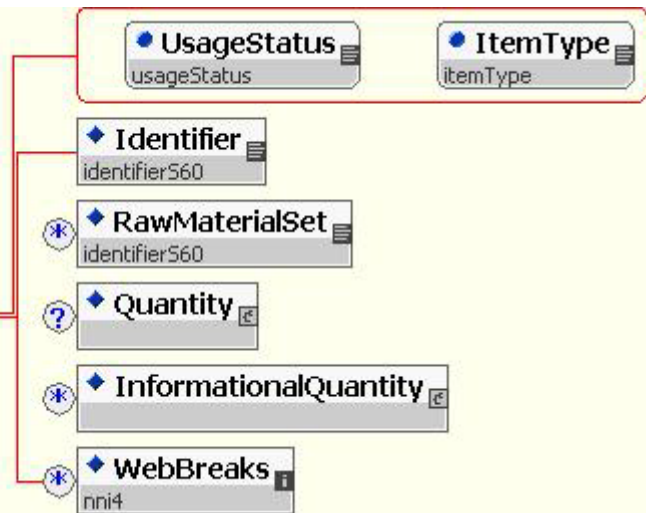 UsageStatus ItemType
usageStatus itemType
Identifier
identifierS60
* RawMaterialSet
identifierS60
? Quantity
* InformationalQuantity
* WebBreaks
nni4